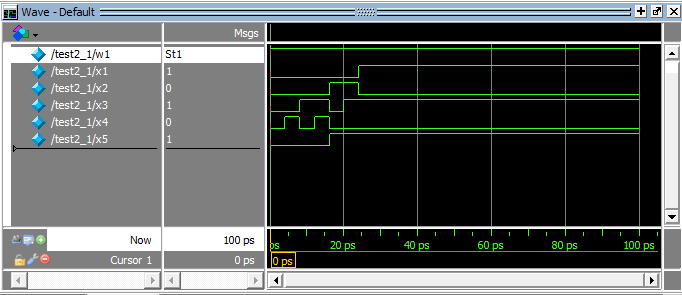 Wave - Default
Msgs
/test2_1/w1 St1
/test2_1/x1 1
/test2_1/x2 0
/test2_1/x3 1
/test2_1/x4 0
/test2_1/x5 1
Now 100 ps ps 20 ps 40 ps 60 ps 80 ps 100 ps
Cursor 1 0 ps 0 ps